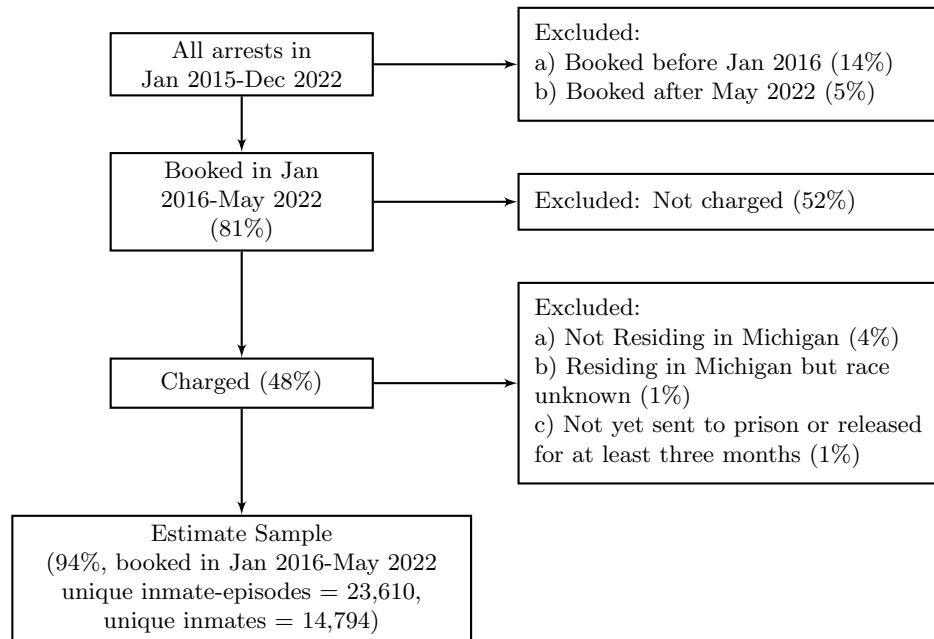 All arrests in
Jan 2015-Dec 2022
Excluded:
a) Booked before Jan 2016 (14%)
b) Booked after May 2022 (5%)
Booked in Jan
2016-May 2022
(81%)
Excluded: Not charged (52%)
Charged (48%)
Excluded:
a) Not Residing in Michigan (4%)
b) Residing in Michigan but race
unknown (1%)
c) Not yet sent to prison or released
for at least three months (1%)
Estimate Sample
(94%, booked in Jan 2016-May 2022
unique inmate-episodes = 23,610,
unique inmates = 14,794)